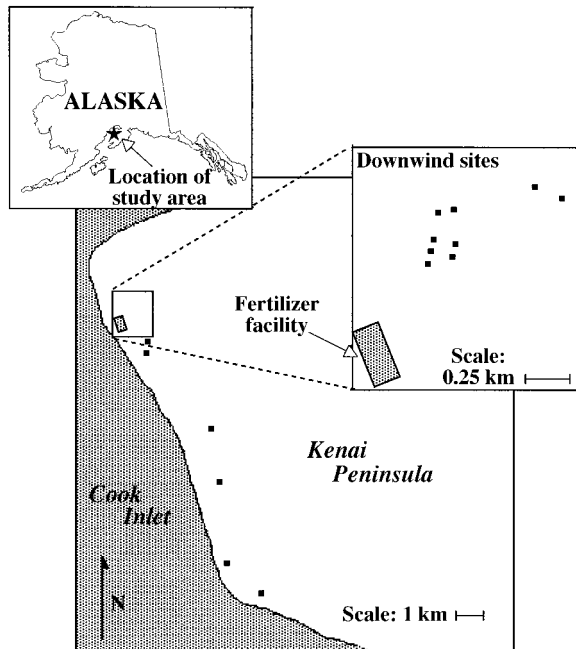 ALASKA
Location of
study area
Downwind sites
Fertilizer
facility
Scale:
0.25 km
Kenai
Peninsula
Cook
Inlet
N
Scale: 1 km